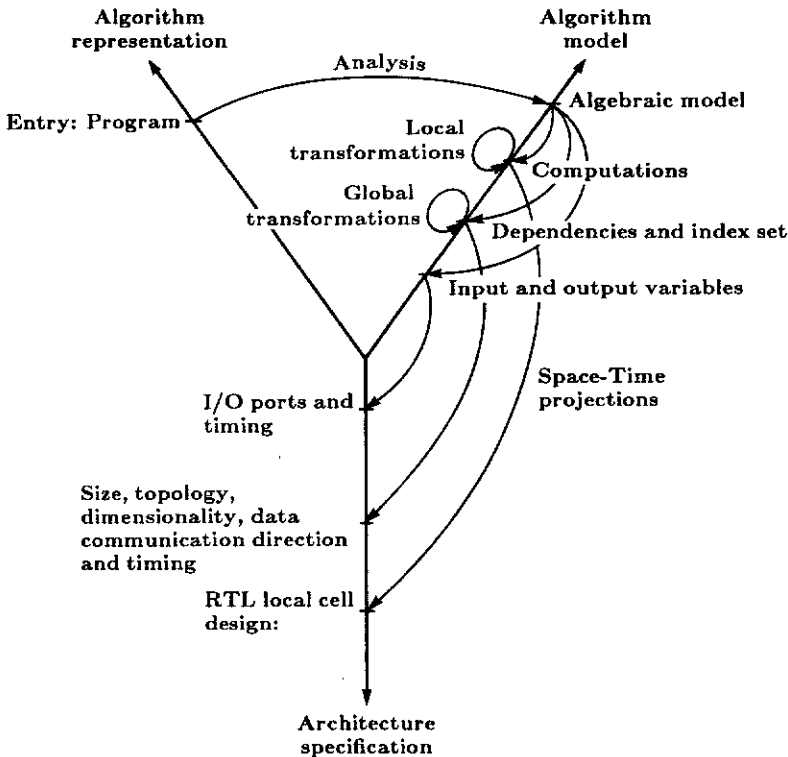 Algorithm
representation
Algorithm
model
Analysis
Entry: Program
Algebraic model
Local
transformations
Computations
Global
transformations
Dependencies and index set
Input and output variables
I/O ports and
timing
Space-Time
projections
Size, topology,
dimensionality, data
communication direction
and timing
RTL local cell
design:
Architecture
specification